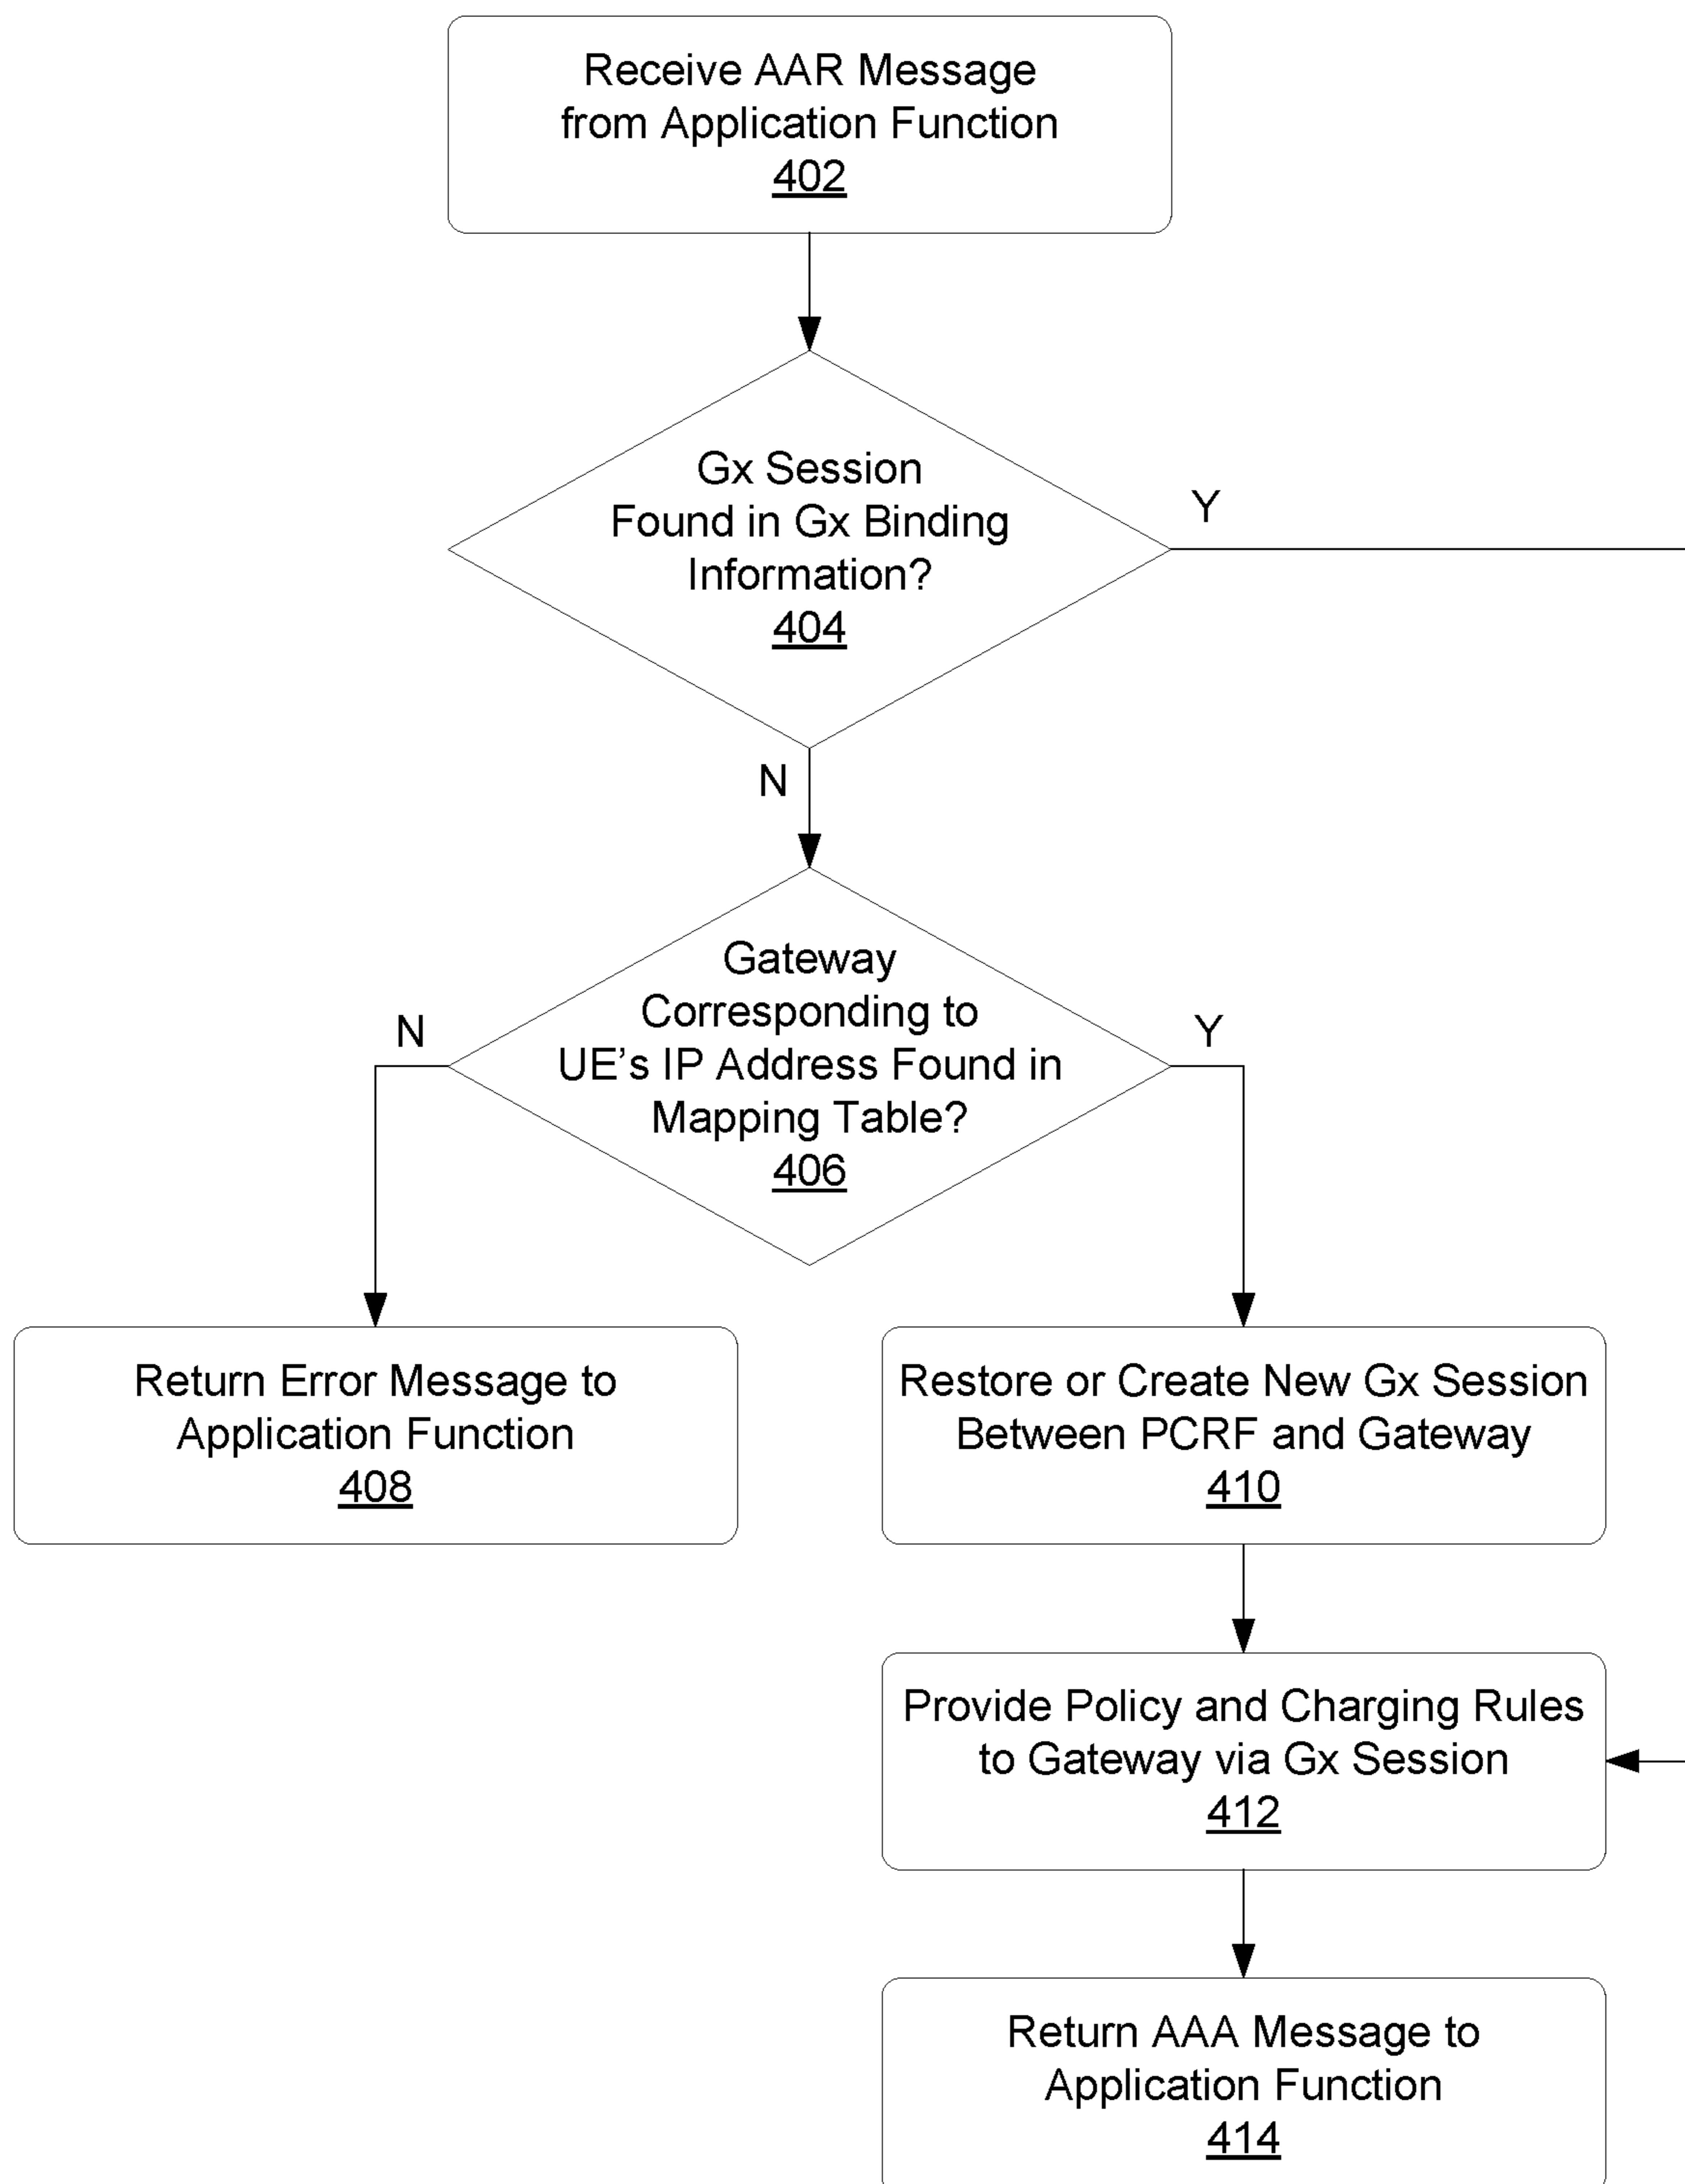 Receive AAR Message
from Application Function
402
Gx Session
Found in Gx Binding
Information?
404
Y
N
Gateway
Corresponding to
UE's IP Address Found in
Mapping Table?
406
N
Y
Return Error Message to
Application Function
408
Restore or Create New Gx Session
Between PCRF and Gateway
410
Provide Policy and Charging Rules
to Gateway via Gx Session
412
Return AAA Message to
Application Function
414